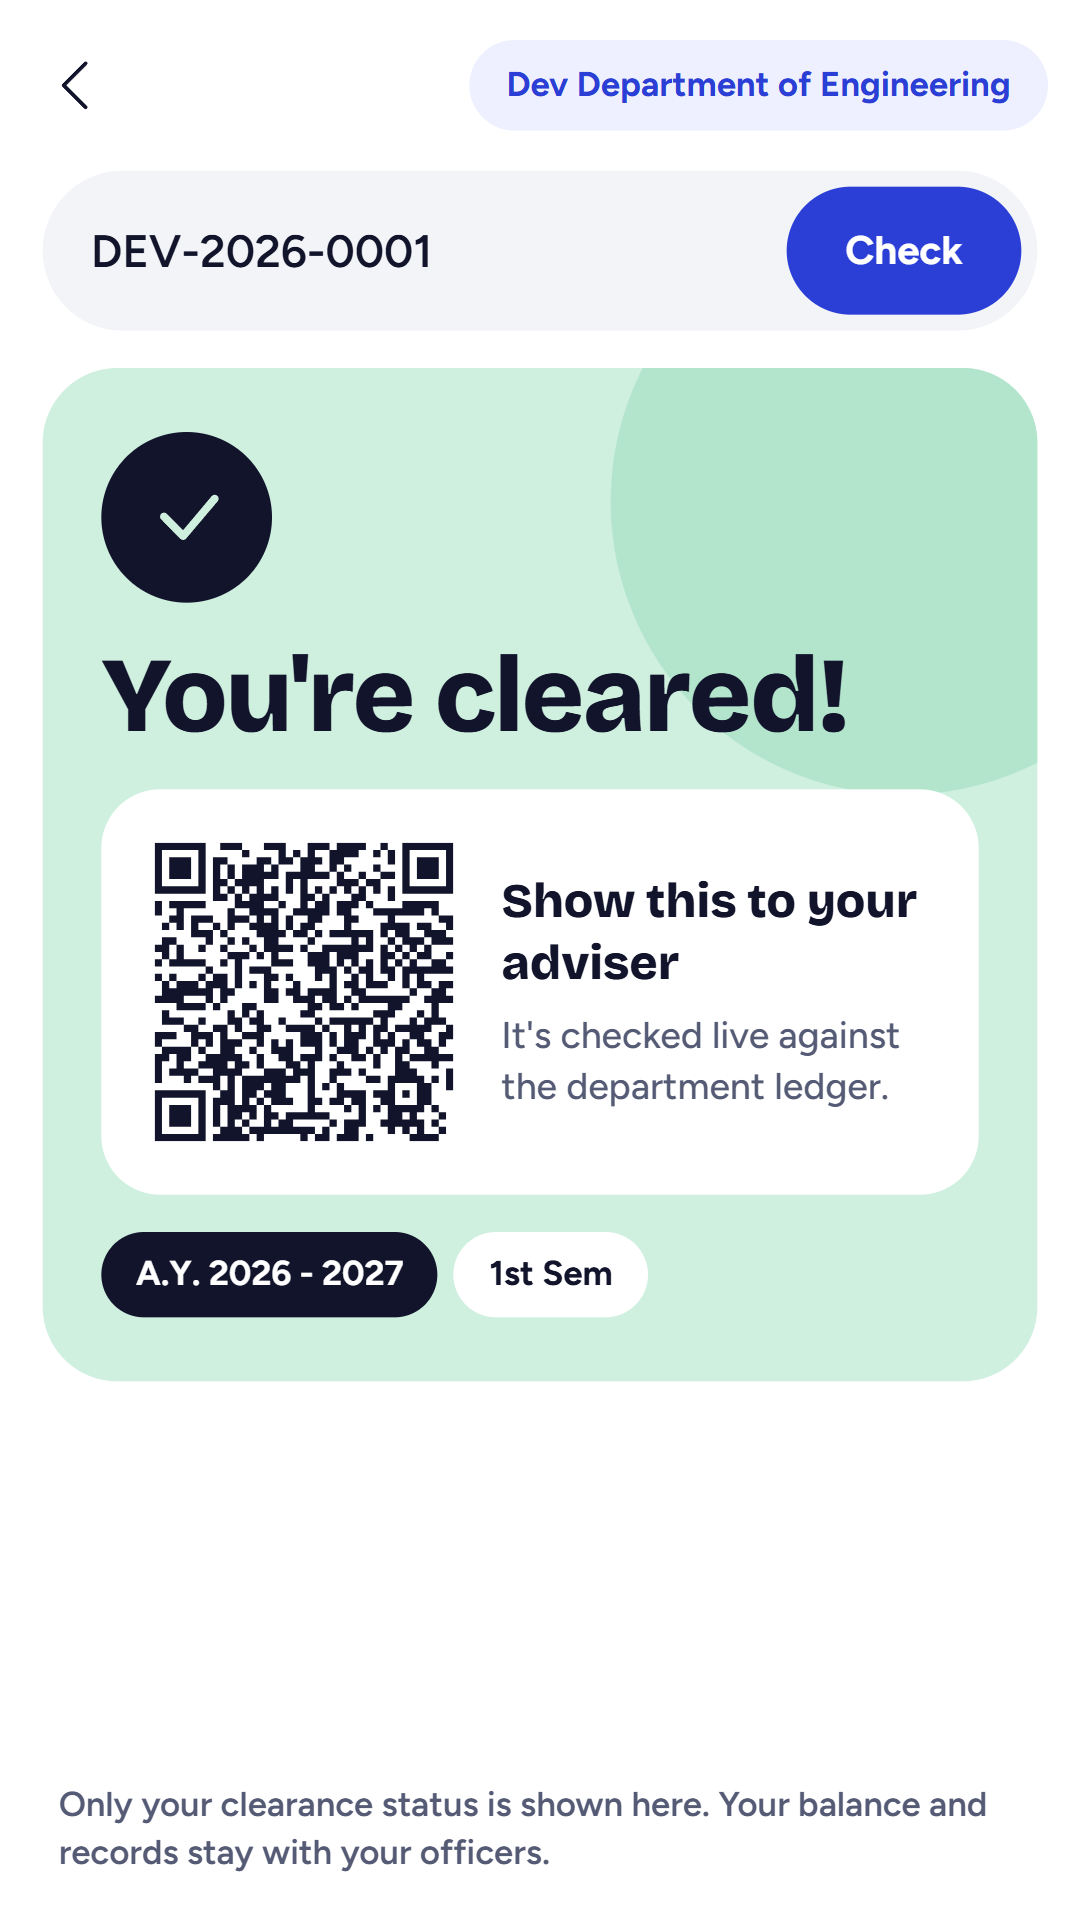 Dev Department of Engineering
DEV-2026-0001
Check
You're cleared!
Show this to your
adviser
It's checked live against
the department ledger.
A.Y. 2026 - 2027
1st Sem
Only your clearance status is shown here. Your balance and
records stay with your officers.